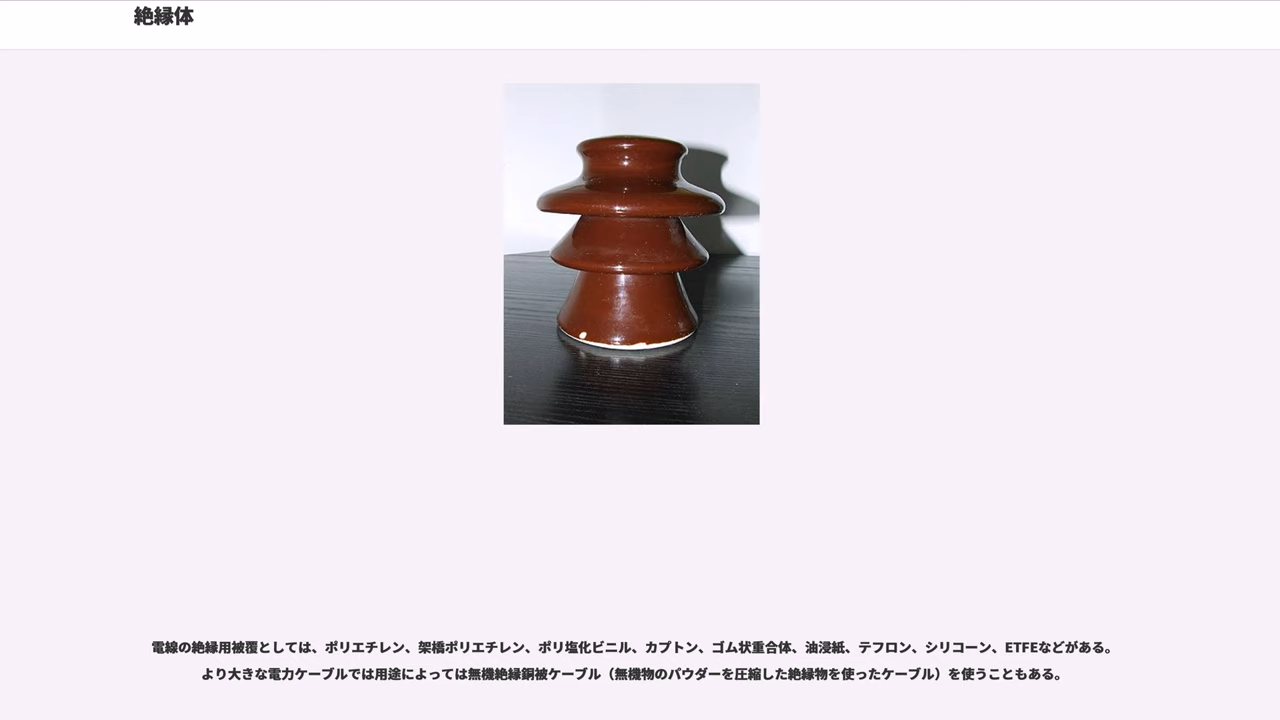 絶縁体
電線の絶縁用被覆としては、ポリエチレン、架橋ポリエチレン、ポリ塩化ビニル、カプトン、ゴム状重合体、油浸紙、テフロン、シリコーン、ETFEなどがある。
より大きな電力ケーブルでは用途によっては無機絶縁銅被ケーブル（無機物のパウダーを圧縮した絶縁物を使ったケーブル）を使うこともある。